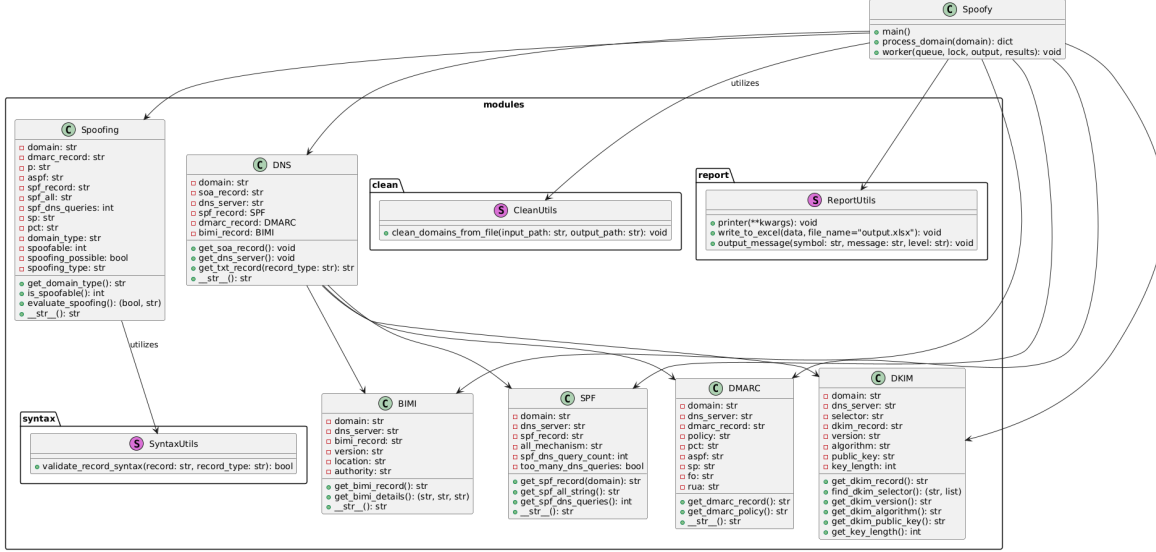 C Spoofy
main()
process_domain(domain): dict
worker(queue, lock, output, results): void
utilizes
modules
C Spoofing
domain: str
dmarc_record: str
p: str
aspf: str
spf_record: str
spf_all: str
spf_dns_queries: int
sp: str
pct: str
domain_type: str
spoofable: int
spoofing_possible: bool
spoofing_type: str
get_domain_type(): str
is_spoofable(): int
evaluate_spoofing(): (bool, str)
__str__(): str
C DNS
domain: str
soa_record: str
dns_server: str
spf_record: SPF
dmarc_record: DMARC
bimi_record: BIMI
get_soa_record(): void
get_dns_server(): void
get_txt_record(record_type: str): str
__str__(): str
clean
S CleanUtils
clean_domains_from_file(input_path: str, output_path: str): void
report
S ReportUtils
printer(**kwargs): void
write_to_excel(data, file_name="output.xlsx"): void
output_message(symbol: str, message: str, level: str): void
utilizes
syntax
S SyntaxUtils
validate_record_syntax(record: str, record_type: str): bool
C BIMI
domain: str
dns_server: str
bimi_record: str
version: str
location: str
authority: str
get_bimi_record(): str
get_bimi_details(): (str, str, str)
__str__(): str
C SPF
domain: str
dns_server: str
spf_record: str
all_mechanism: str
spf_dns_query_count: int
too_many_dns_queries: bool
get_spf_record(domain): str
get_spf_all_string(): str
get_spf_dns_queries(): int
__str__(): str
C DMARC
domain: str
dns_server: str
dmarc_record: str
policy: str
pct: str
aspf: str
sp: str
fo: str
rua: str
get_dmarc_record(): str
get_dmarc_policy(): str
__str__(): str
C DKIM
domain: str
dns_server: str
selector: str
dkim_record: str
version: str
algorithm: str
public_key: str
key_length: int
get_dkim_record(): str
find_dkim_selector(): (str, list)
get_dkim_version(): str
get_dkim_algorithm(): str
get_dkim_public_key(): str
get_key_length(): int